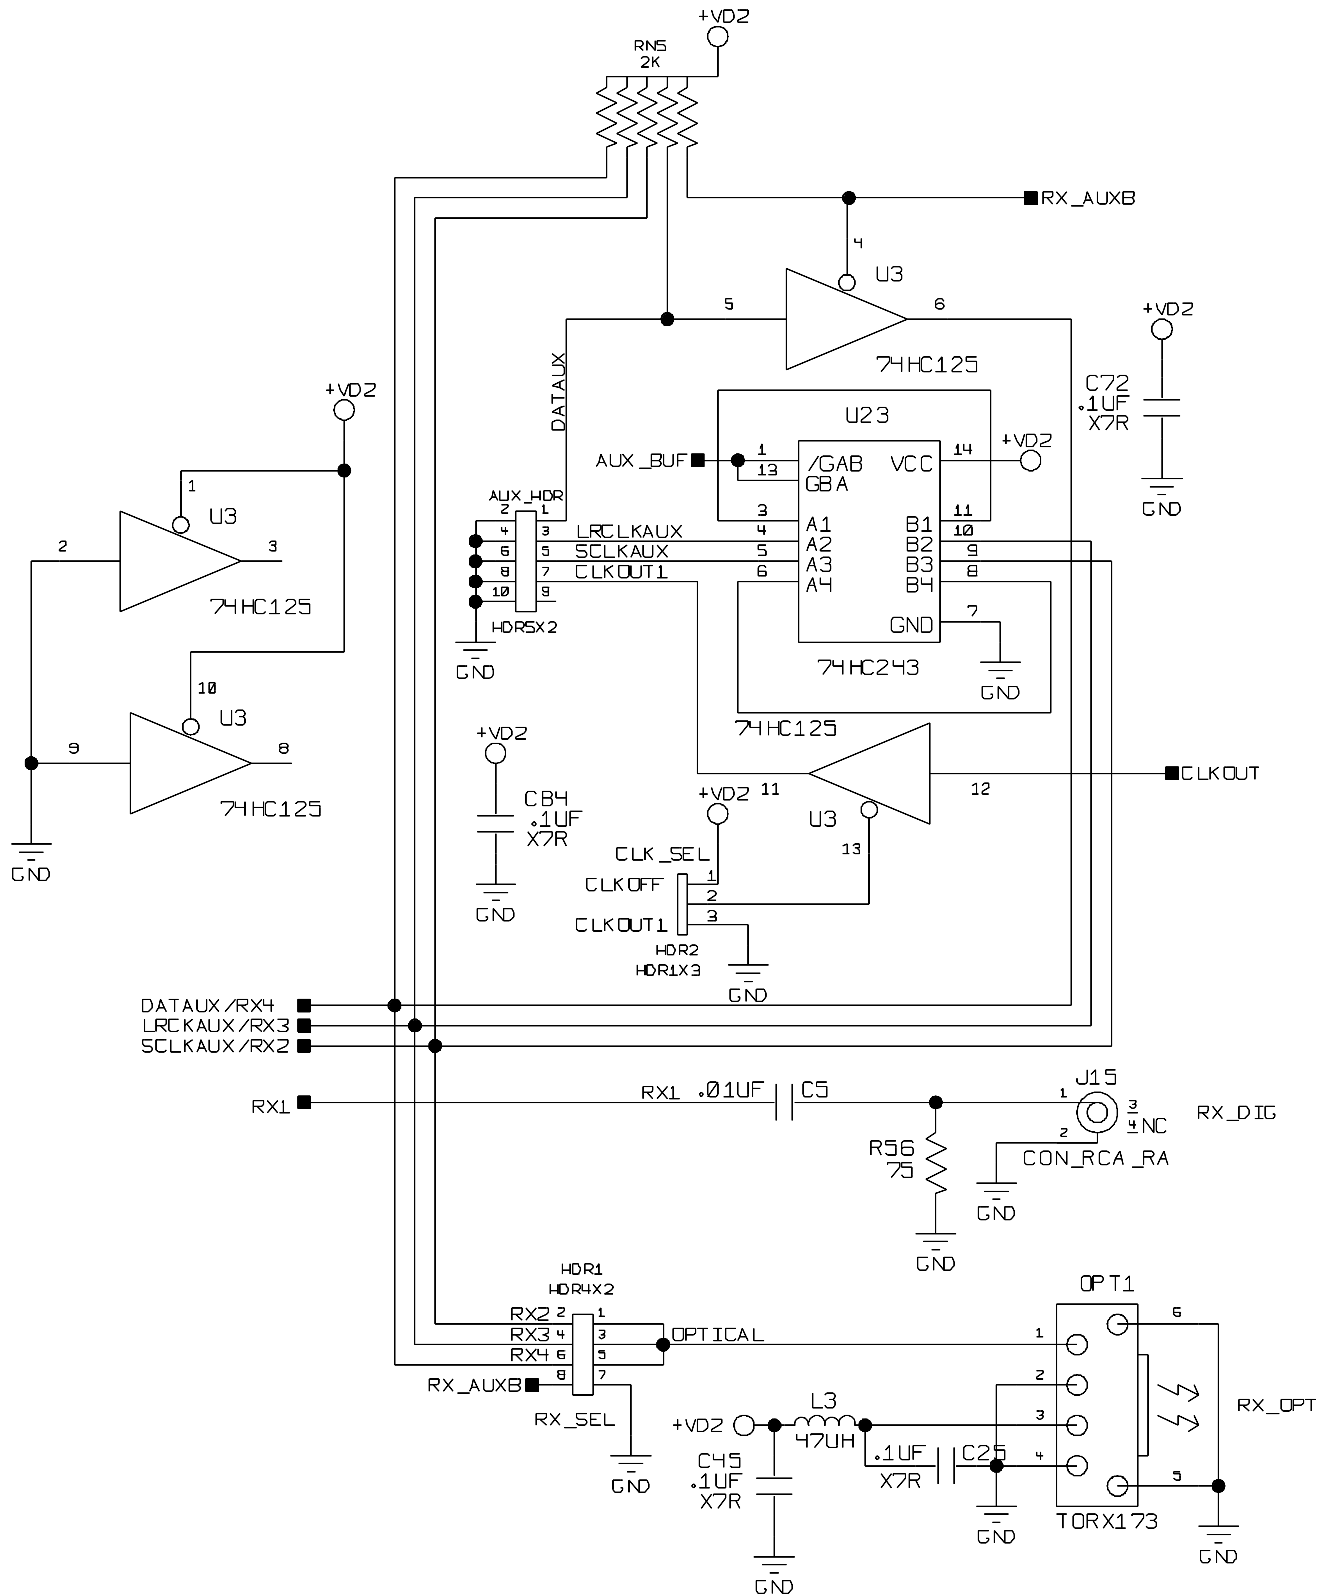 +VD2
RN5
2K
RX_AUXB
4
U3
5
6
74HC125
+VD2
C72
.1UF
X7R
GND
DATAUX
+VD2
1
U3
2
3
74HC125
10
U3
9
8
74HC125
GND
U23
AUX_BUF
1
13
/GAB
GBA
VCC
14
+VD2
3
4
5
6
A1
A2
A3
A4
B1
B2
B3
B4
11
10
9
8
GND
7
GND
74HC243
AUX_HDR
2
1
4
3
6
5
8
7
10
9
LRCLKAUX
SCLKAUX
CLKOUT1
HDR5X2
GND
74HC125
11
12
CLKOUT
U3
13
+VD2
CB4
.1UF
X7R
GND
+VD2
CLK_SEL
CLKOFF
1
2
CLKOUT1
3
HDR2
HDR1X3
GND
DATAUX/RX4
LRCKAUX/RX3
SCLKAUX/RX2
RX1
RX1
.01UF
C5
J15
1
2
3
4
NC
RX_DIG
CON_RCA_RA
R56
75
GND
GND
HDR1
HDR4X2
RX2
2
1
RX3
4
3
RX4
6
5
RX_AUXB
8
7
OPTICAL
RX_SEL
GND
OPT1
1
2
3
4
6
5
RX_OPT
+VD2
L3
47UH
C45
.1UF
X7R
GND
.1UF
C25
X7R
GND
TORX173
GND